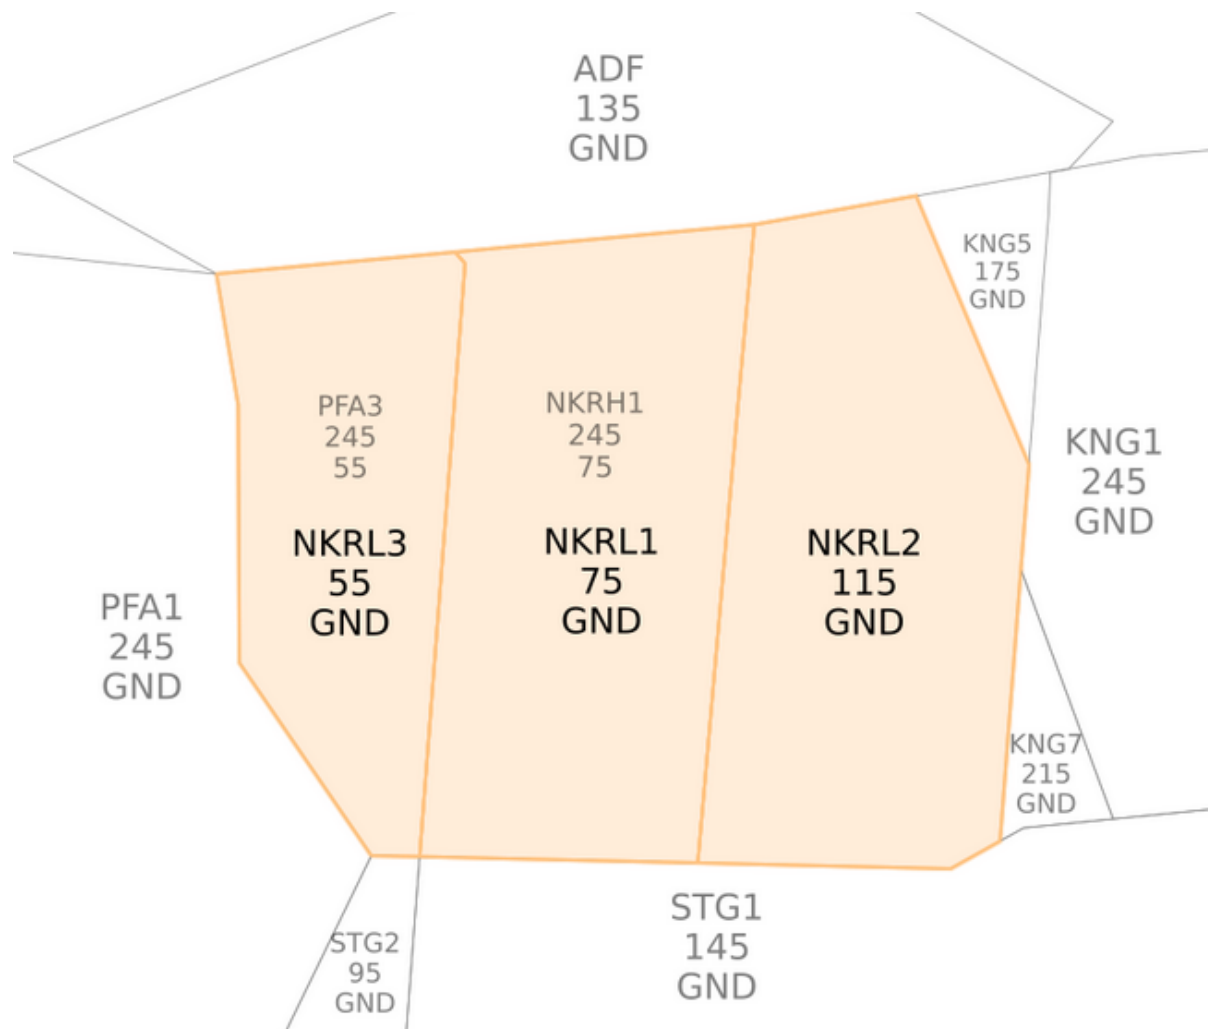 ADF
135
GND
KNG5
175
GND
PFA3
245
55
NKRH1
245
75
KNG1
245
GND
NKRL3
55
GND
NKRL1
75
GND
NKRL2
115
GND
PFA1
245
GND
KNG7
215
GND
STG1
145
GND
STG2
95
GND